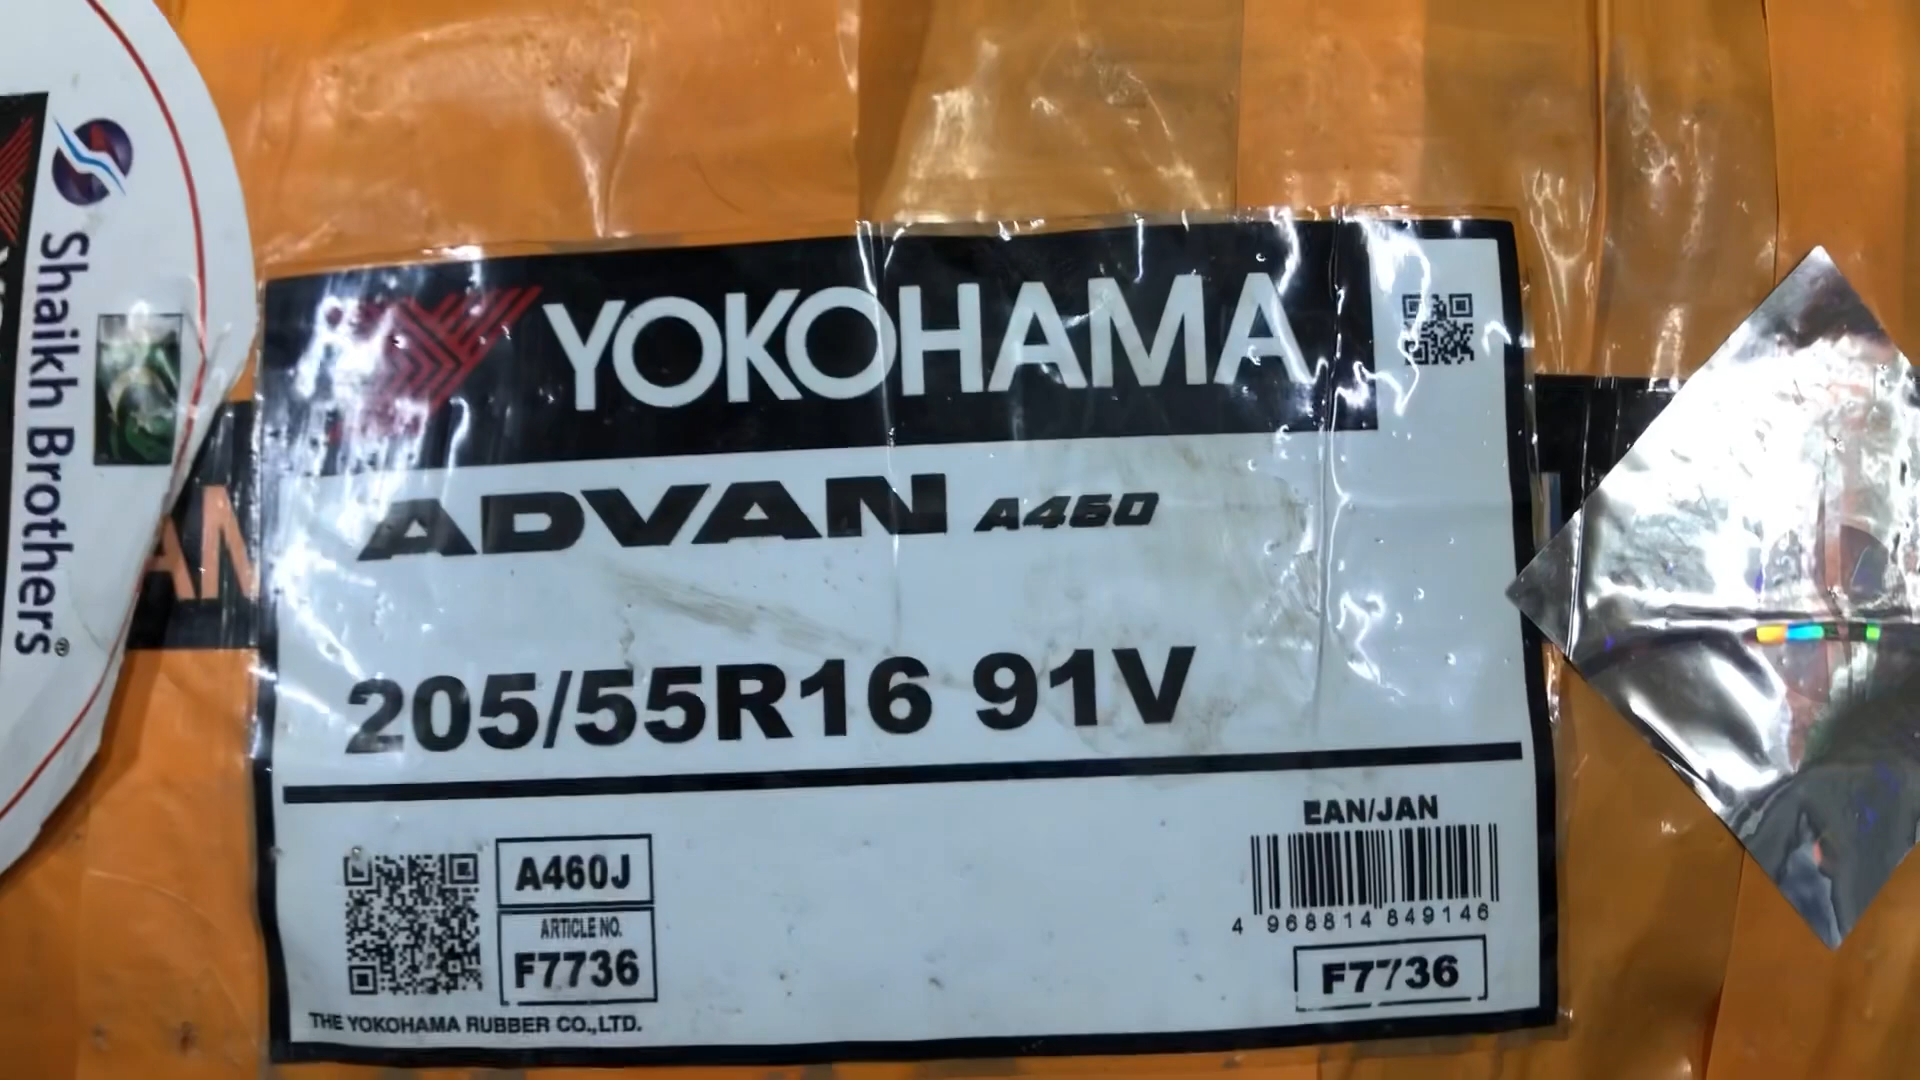 Shaikh Brothers®
AN
YOKOHAMA
ADVAN A460
205/55R16 91V
A460J
ARTICLE NO.
F7736
THE YOKOHAMA RUBBER CO.,LTD.
EAN/JAN
4 968814 849146
F7736